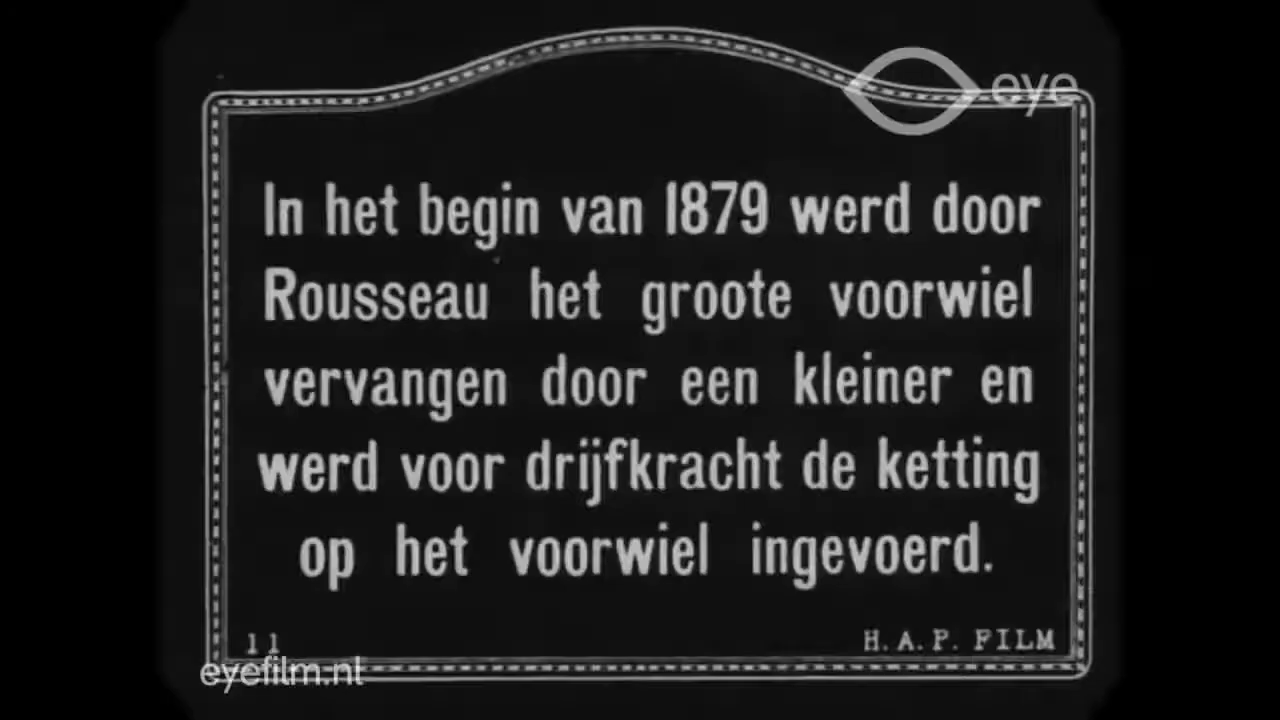 eye
In het begin van 1879 werd door
Rousseau het groote voorwiel
vervangen door een kleiner en
werd voor drijfkracht de ketting
op het voorwiel ingevoerd.
11
H.A.P. FILM
eyefilm.nl